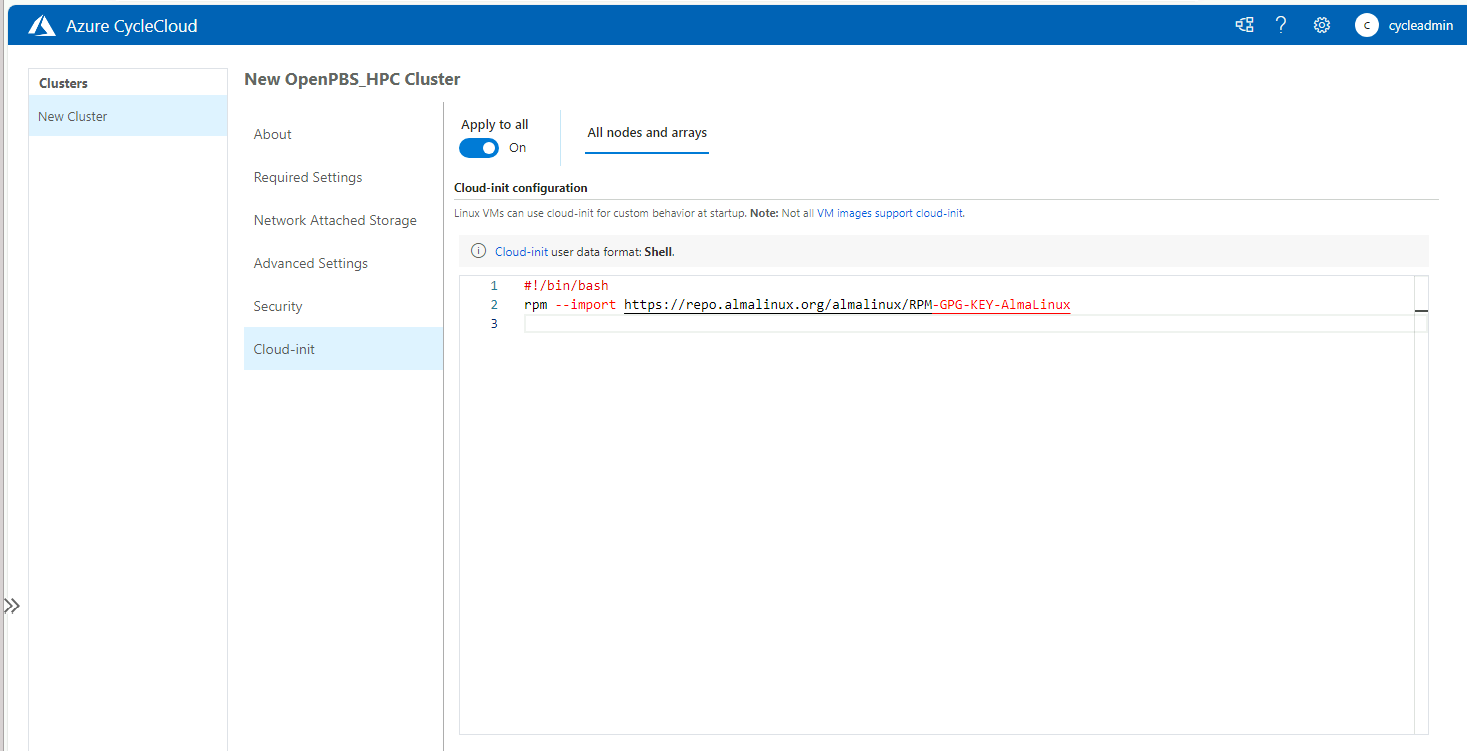 Azure CycleCloud
C
cycleadmin
Clusters
New Cluster
New OpenPBS_HPC Cluster
About
Required Settings
Network Attached Storage
Advanced Settings
Security
Cloud-init
Apply to all
On
All nodes and arrays
Cloud-init configuration
Linux VMs can use cloud-init for custom behavior at startup. Note: Not all VM images support cloud-init.
Cloud-init user data format: Shell.
1 #!/bin/bash
2 rpm --import https://repo.almalinux.org/almalinux/RPM-GPG-KEY-AlmaLinux
3